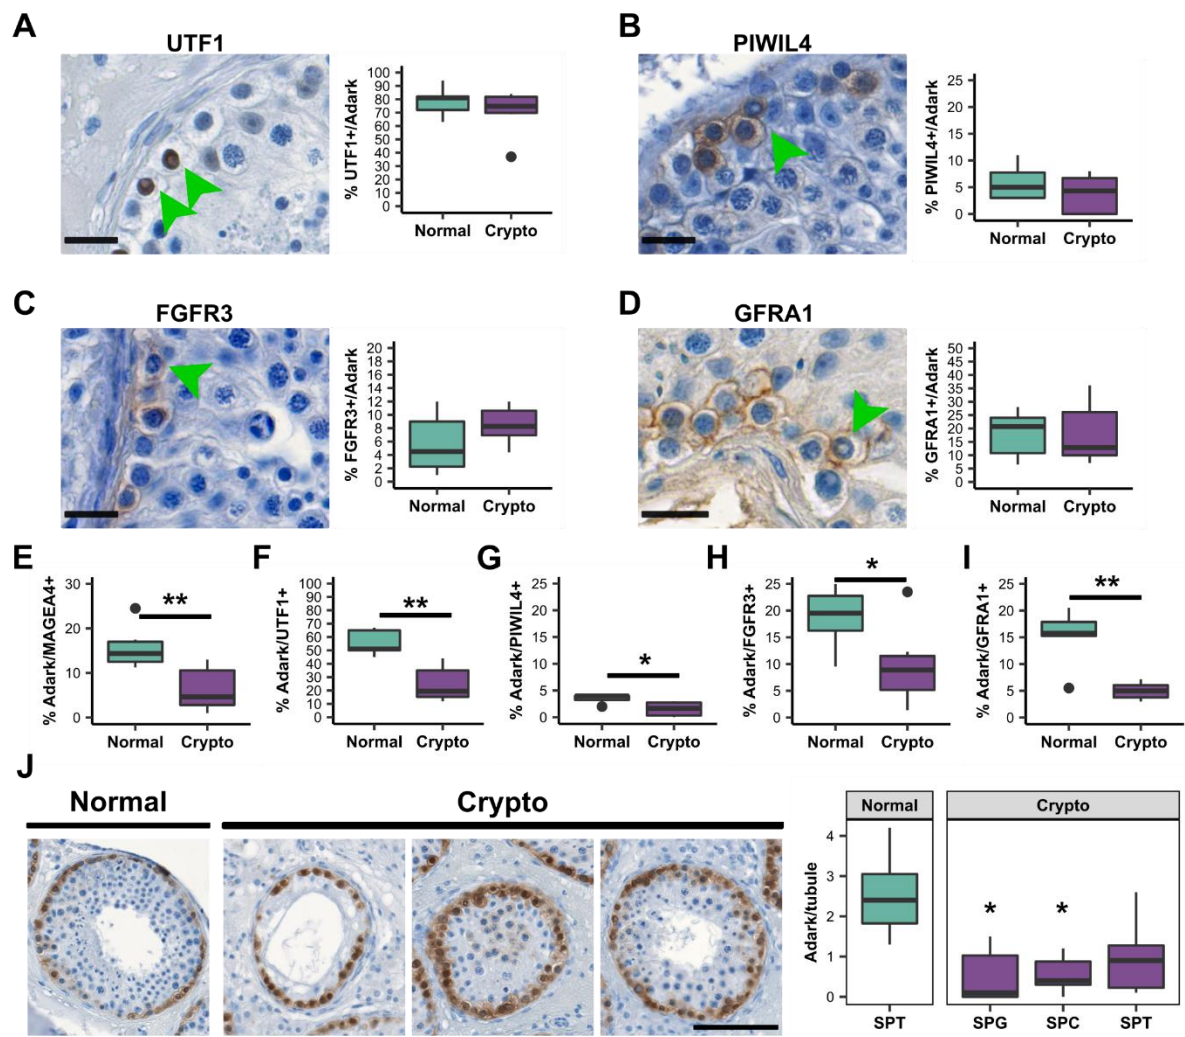 A
UTF1
% UTF1+/Adark
100
90
80
70
60
50
40
30
20
10
0
Normal Crypto
B
PIWIL4
% PIWIL4+/Adark
25
20
15
10
5
0
Normal Crypto
C
FGFR3
% FGFR3+/Adark
20
18
16
14
12
10
8
6
4
2
0
Normal Crypto
D
GFRA1
% GFRA1+/Adark
50
45
40
35
30
25
20
15
10
5
0
Normal Crypto
E
% Adark/MAGEA4+
30
20
10
0
**
Normal Crypto
F
% Adark/UTF1+
100
90
80
70
60
50
40
30
20
10
0
**
Normal Crypto
G
% Adark/PIWIL4+
25
20
15
10
5
0
*
Normal Crypto
H
% Adark/FGFR3+
25
20
15
10
5
0
*
Normal Crypto
I
% Adark/GFRA1+
25
20
15
10
5
0
**
Normal Crypto
J
Normal Crypto
Adark/tubule
4
3
2
1
0
Normal Crypto
* *
SPT SPG SPC SPT